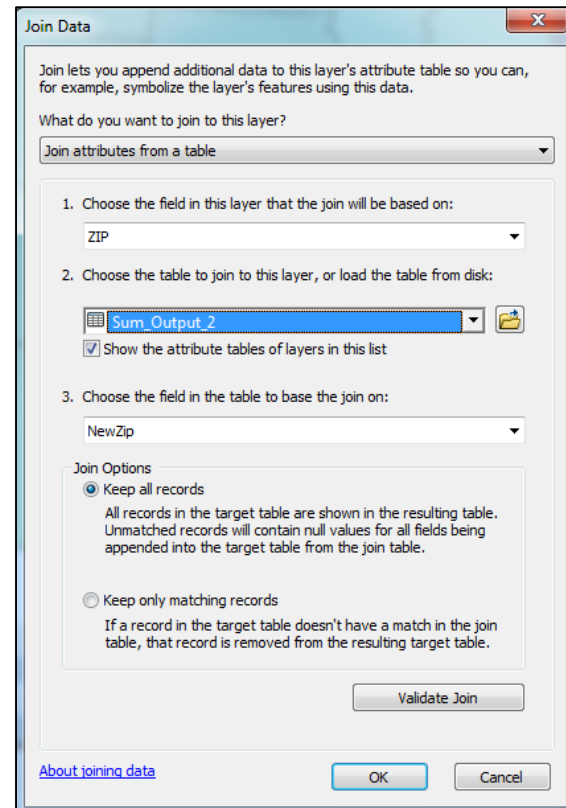 Join Data
Join lets you append additional data to this layer's attribute table so you can,
for example, symbolize the layer's features using this data.
What do you want to join to this layer?
Join attributes from a table
1. Choose the field in this layer that the join will be based on:
ZIP
2. Choose the table to join to this layer, or load the table from disk:
Sum_Output_2
Show the attribute tables of layers in this list
3. Choose the field in the table to base the join on:
NewZip
Join Options
Keep all records
All records in the target table are shown in the resulting table.
Unmatched records will contain null values for all fields being
appended into the target table from the join table.
Keep only matching records
If a record in the target table doesn't have a match in the join
table, that record is removed from the resulting target table.
Validate Join
About joining data
OK
Cancel